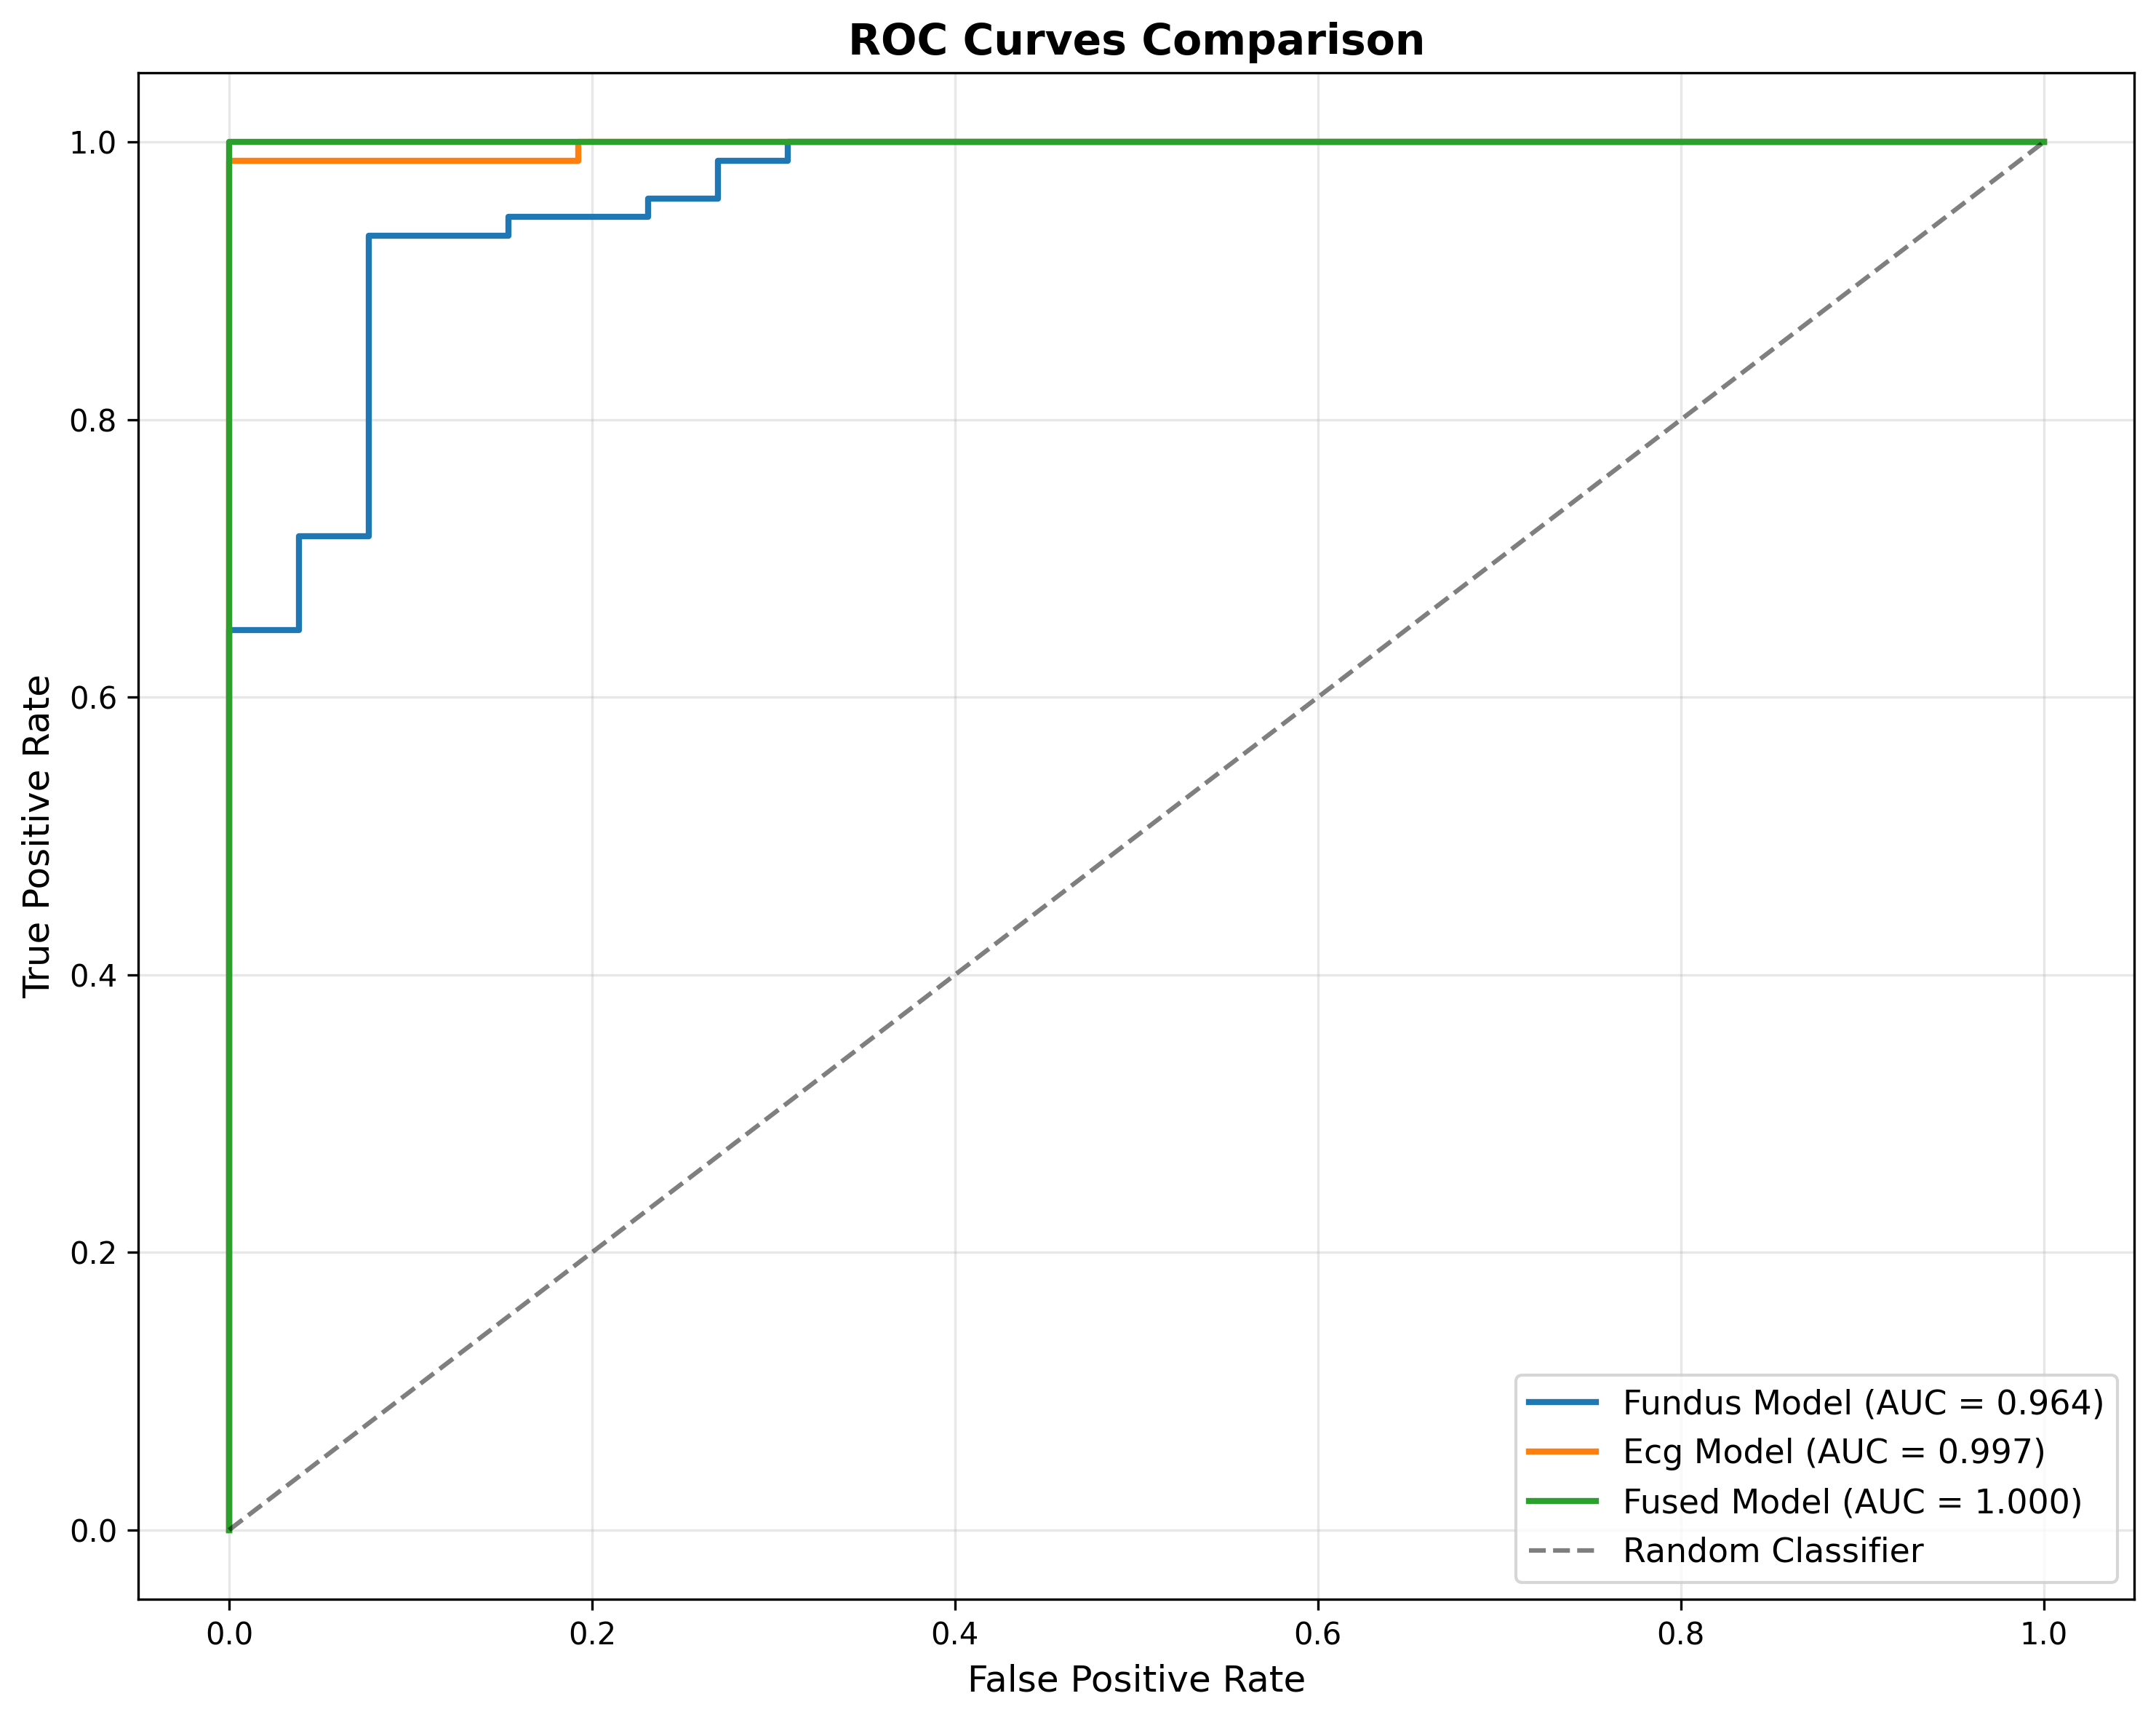 ROC Curves Comparison
1.0
0.8
0.6
0.4
0.2
0.0
True Positive Rate
0.0 0.2 0.4 0.6 0.8 1.0
False Positive Rate
Fundus Model (AUC = 0.964)
Ecg Model (AUC = 0.997)
Fused Model (AUC = 1.000)
Random Classifier